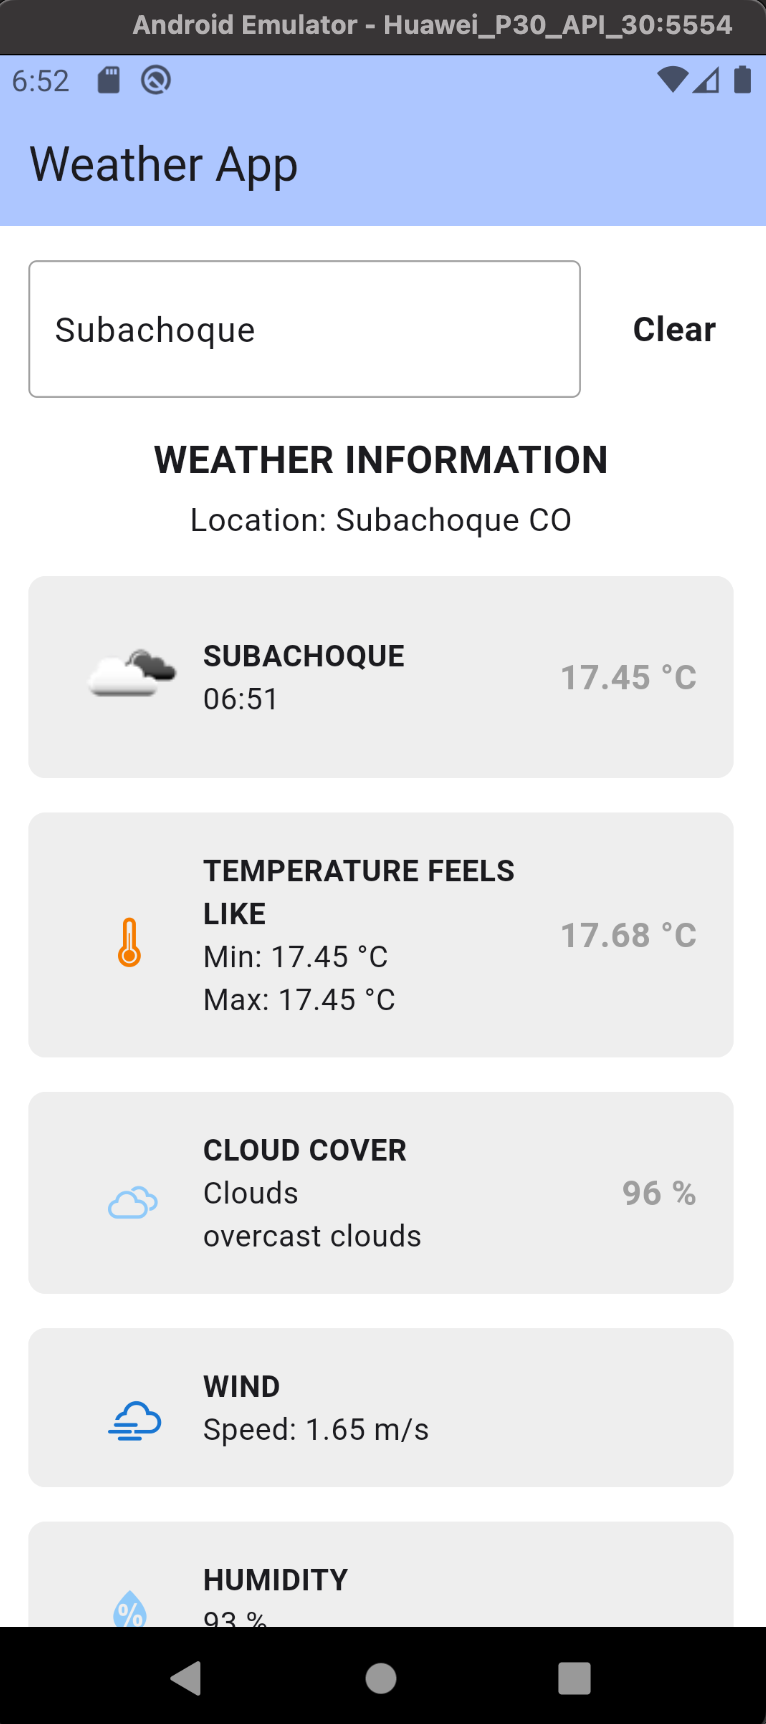 Android Emulator - Huawei_P30_API_30:5554
6:52
Weather App
Subachoque
Clear
WEATHER INFORMATION
Location: Subachoque CO
SUBACHOQUE
06:51
17.45 °C
TEMPERATURE FEELS
LIKE
Min: 17.45 °C
Max: 17.45 °C
17.68 °C
CLOUD COVER
Clouds
overcast clouds
96 %
WIND
Speed: 1.65 m/s
HUMIDITY
93 %
%